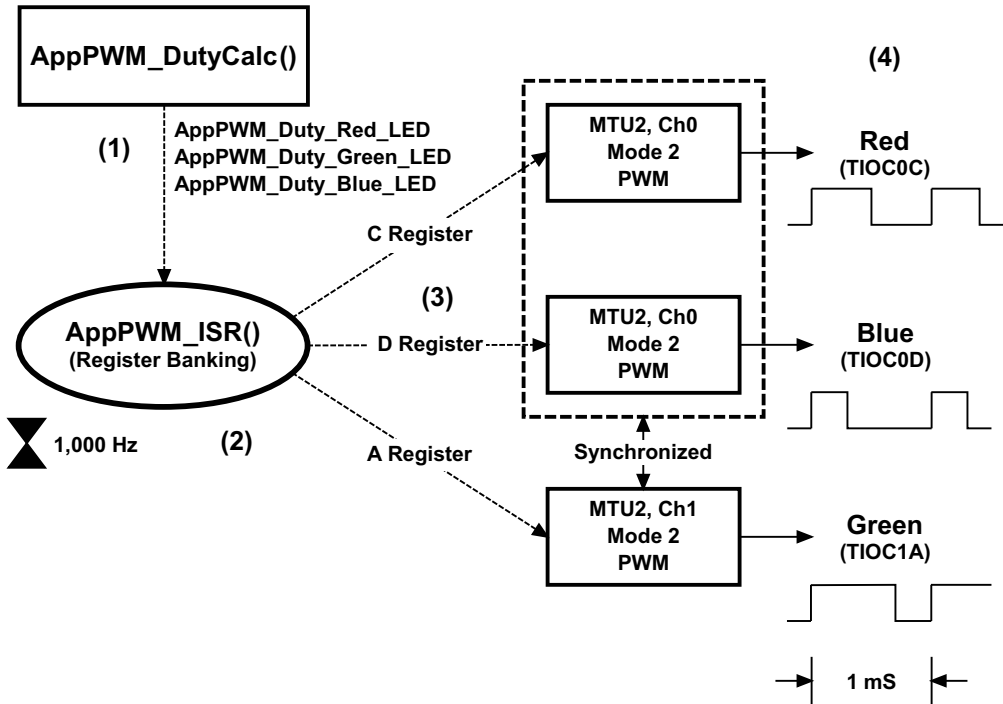 AppPWM_DutyCalc()
(4)
(1)
AppPWM_Duty_Red_LED
AppPWM_Duty_Green_LED
AppPWM_Duty_Blue_LED
MTU2, Ch0
Mode 2
PWM
Red
(TIOC0C)
C Register
(3)
AppPWM_ISR()
(Register Banking)
D Register
MTU2, Ch0
Mode 2
PWM
Blue
(TIOC0D)
1,000 Hz
(2)
A Register
Synchronized
MTU2, Ch1
Mode 2
PWM
Green
(TIOC1A)
1 mS